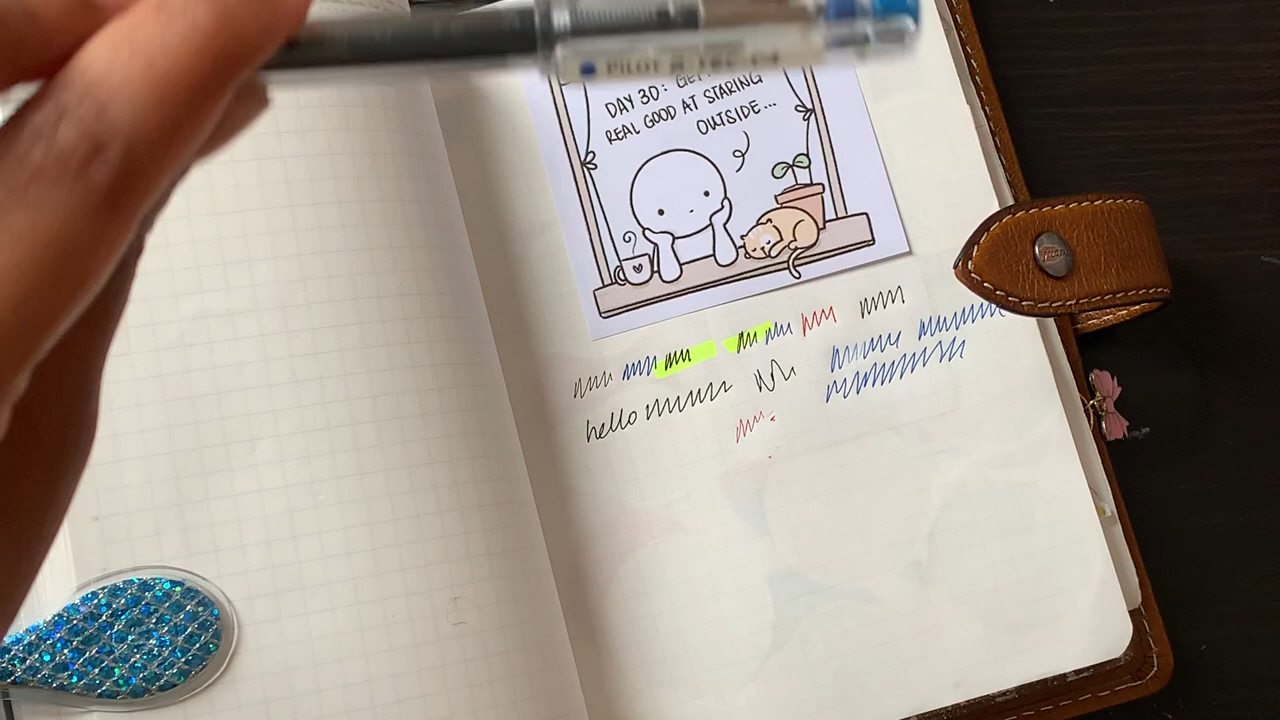 PILOT
DAY 30: GET
REAL GOOD AT STARING
OUTSIDE...
hello